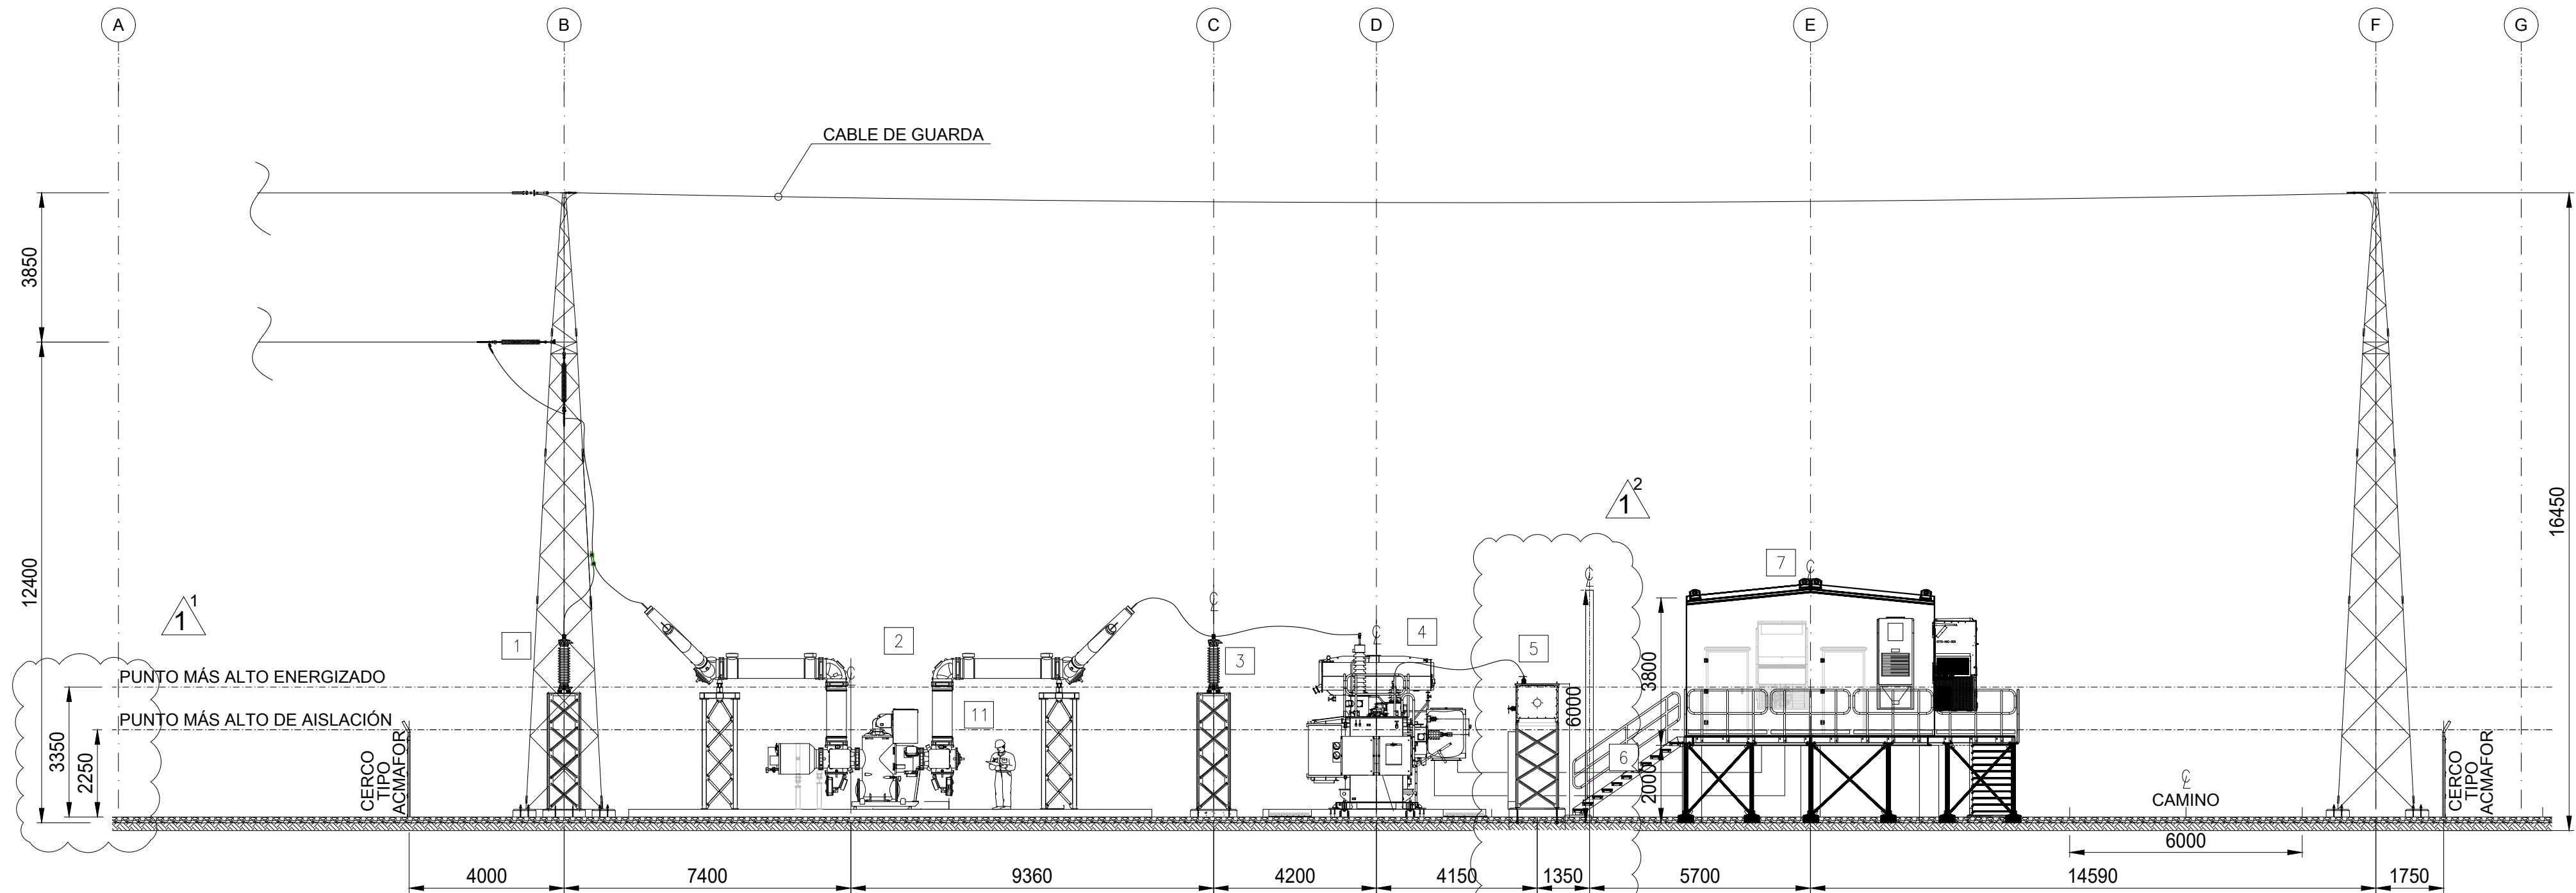 A
B
C
D
E
F
G
CABLE DE GUARDA
3850
12400
16450
1 1
1 2
PUNTO MÁS ALTO ENERGIZADO
PUNTO MÁS ALTO DE AISLACIÓN
3350
2250
CERCO
TIPO
ACMAFOR
1
2
11
3
4
5
6
7
6000
3800
2000
CAMINO
6000
CERCO
TIPO
ACMAFOR
4000
7400
9360
4200
4150
1350
5700
14590
1750